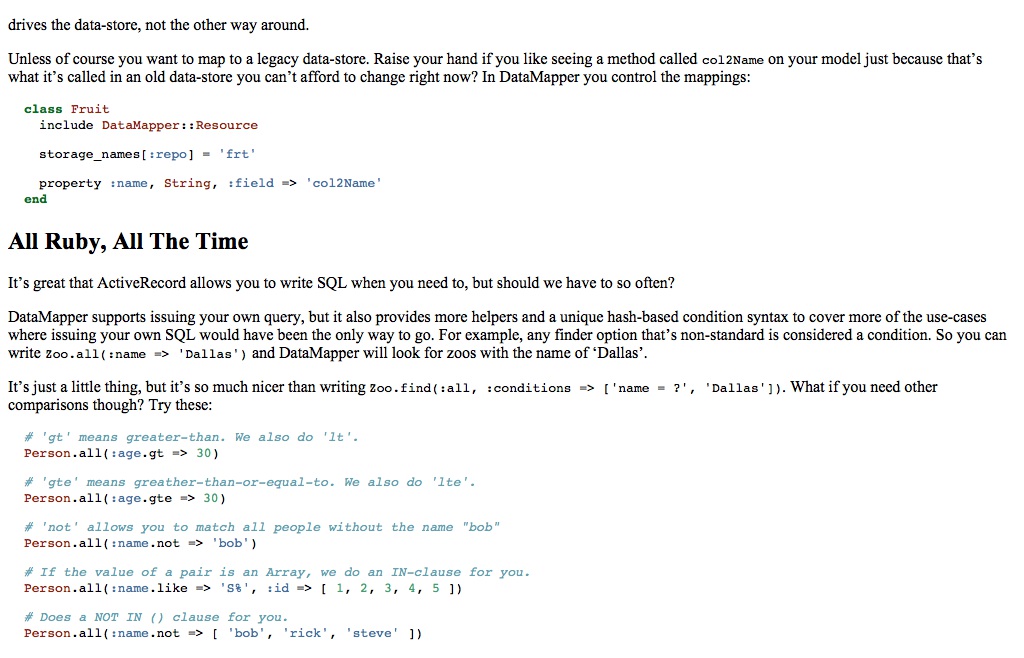 drives the data-store, not the other way around.
Unless of course you want to map to a legacy data-store. Raise your hand if you like seeing a method called col2Name on your model just because that’s
what it’s called in an old data-store you can’t afford to change right now? In DataMapper you control the mappings:
class Fruit
include DataMapper::Resource
storage_names[:repo] = 'frt'
property :name, String, :field => 'col2Name'
end
All Ruby, All The Time
It’s great that ActiveRecord allows you to write SQL when you need to, but should we have to so often?
DataMapper supports issuing your own query, but it also provides more helpers and a unique hash-based condition syntax to cover more of the use-cases
where issuing your own SQL would have been the only way to go. For example, any finder option that’s non-standard is considered a condition. So you can
write Zoo.all(:name => 'Dallas') and DataMapper will look for zoos with the name of ‘Dallas’.
It’s just a little thing, but it’s so much nicer than writing Zoo.find(:all, :conditions => ['name = ?', 'Dallas']). What if you need other
comparisons though? Try these:
# 'gt' means greater-than. We also do 'lt'.
Person.all(:age.gt => 30)
# 'gte' means greather-than-or-equal-to. We also do 'lte'.
Person.all(:age.gte => 30)
# 'not' allows you to match all people without the name "bob"
Person.all(:name.not => 'bob')
# If the value of a pair is an Array, we do an IN-clause for you.
Person.all(:name.like => 'S%', :id => [ 1, 2, 3, 4, 5 ])
# Does a NOT IN () clause for you.
Person.all(:name.not => [ 'bob', 'rick', 'steve' ])